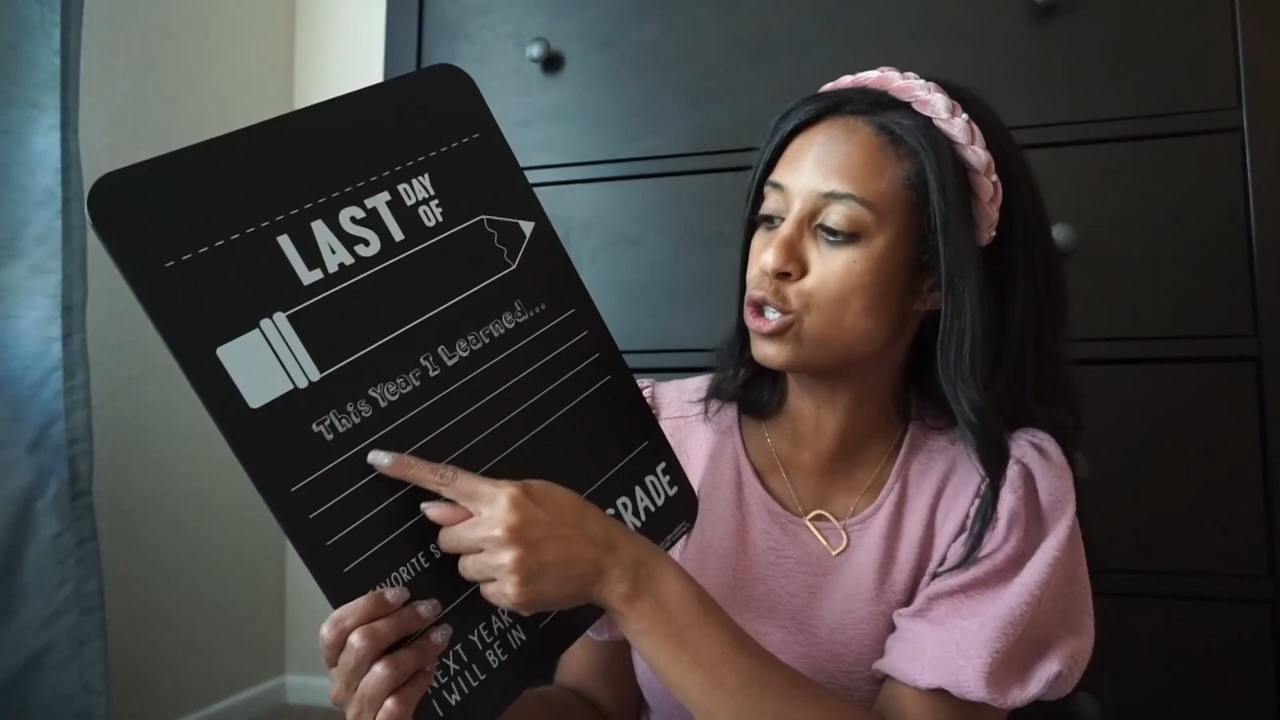 LAST DAY OF
This Year I Learned...
GRADE
NEXT YEAR
I WILL BE IN